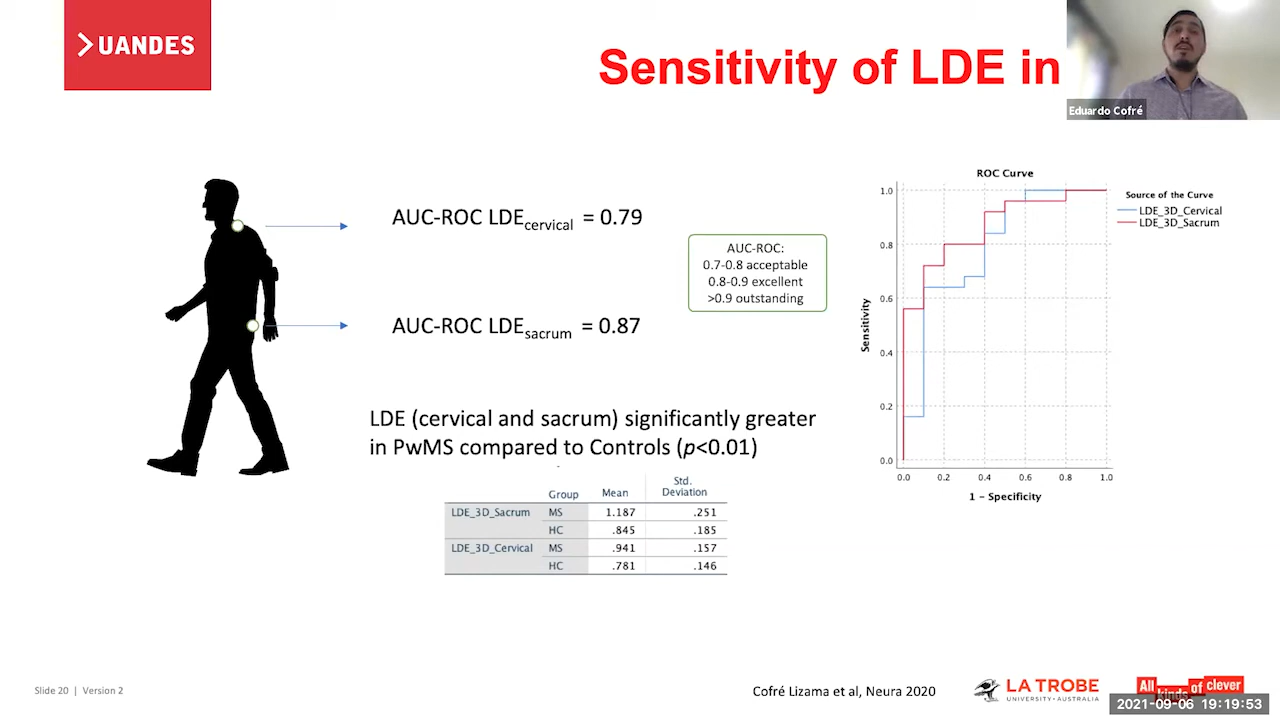 UANDES
Sensitivity of LDE in
Eduardo Cofré
AUC-ROC LDEcervical = 0.79
AUC-ROC LDEsacrum = 0.87
AUC-ROC:
0.7-0.8 acceptable
0.8-0.9 excellent
>0.9 outstanding
LDE (cervical and sacrum) significantly greater
in PwMS compared to Controls (p<0.01)
Group Mean Std. Deviation
LDE_3D_Sacrum MS 1.187 .251
HC .845 .185
LDE_3D_Cervical MS .941 .157
HC .781 .146
ROC Curve
Source of the Curve
LDE_3D_Cervical
LDE_3D_Sacrum
Sensitivity
1.0
0.8
0.6
0.4
0.2
0.0
0.0 0.2 0.4 0.6 0.8 1.0
1 – Specificity
Slide 20 | Version 2
Cofré Lizama et al, Neura 2020
LA TROBE
UNIVERSITY AUSTRALIA
All kinds of clever
2021-09-06 19:19:53